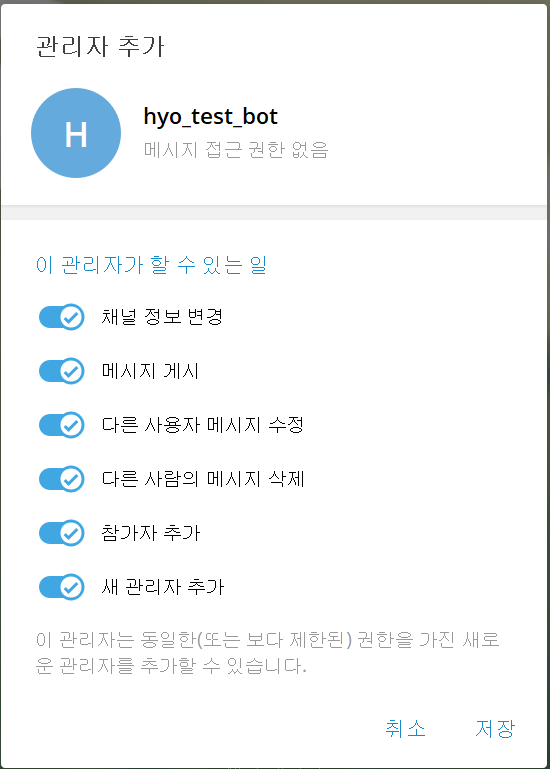 관리자 추가
H
hyo_test_bot
메시지 접근 권한 없음
이 관리자가 할 수 있는 일
채널 정보 변경
메시지 게시
다른 사용자 메시지 수정
다른 사람의 메시지 삭제
참가자 추가
새 관리자 추가
이 관리자는 동일한(또는 보다 제한된) 권한을 가진 새로
운 관리자를 추가할 수 있습니다.
취소
저장